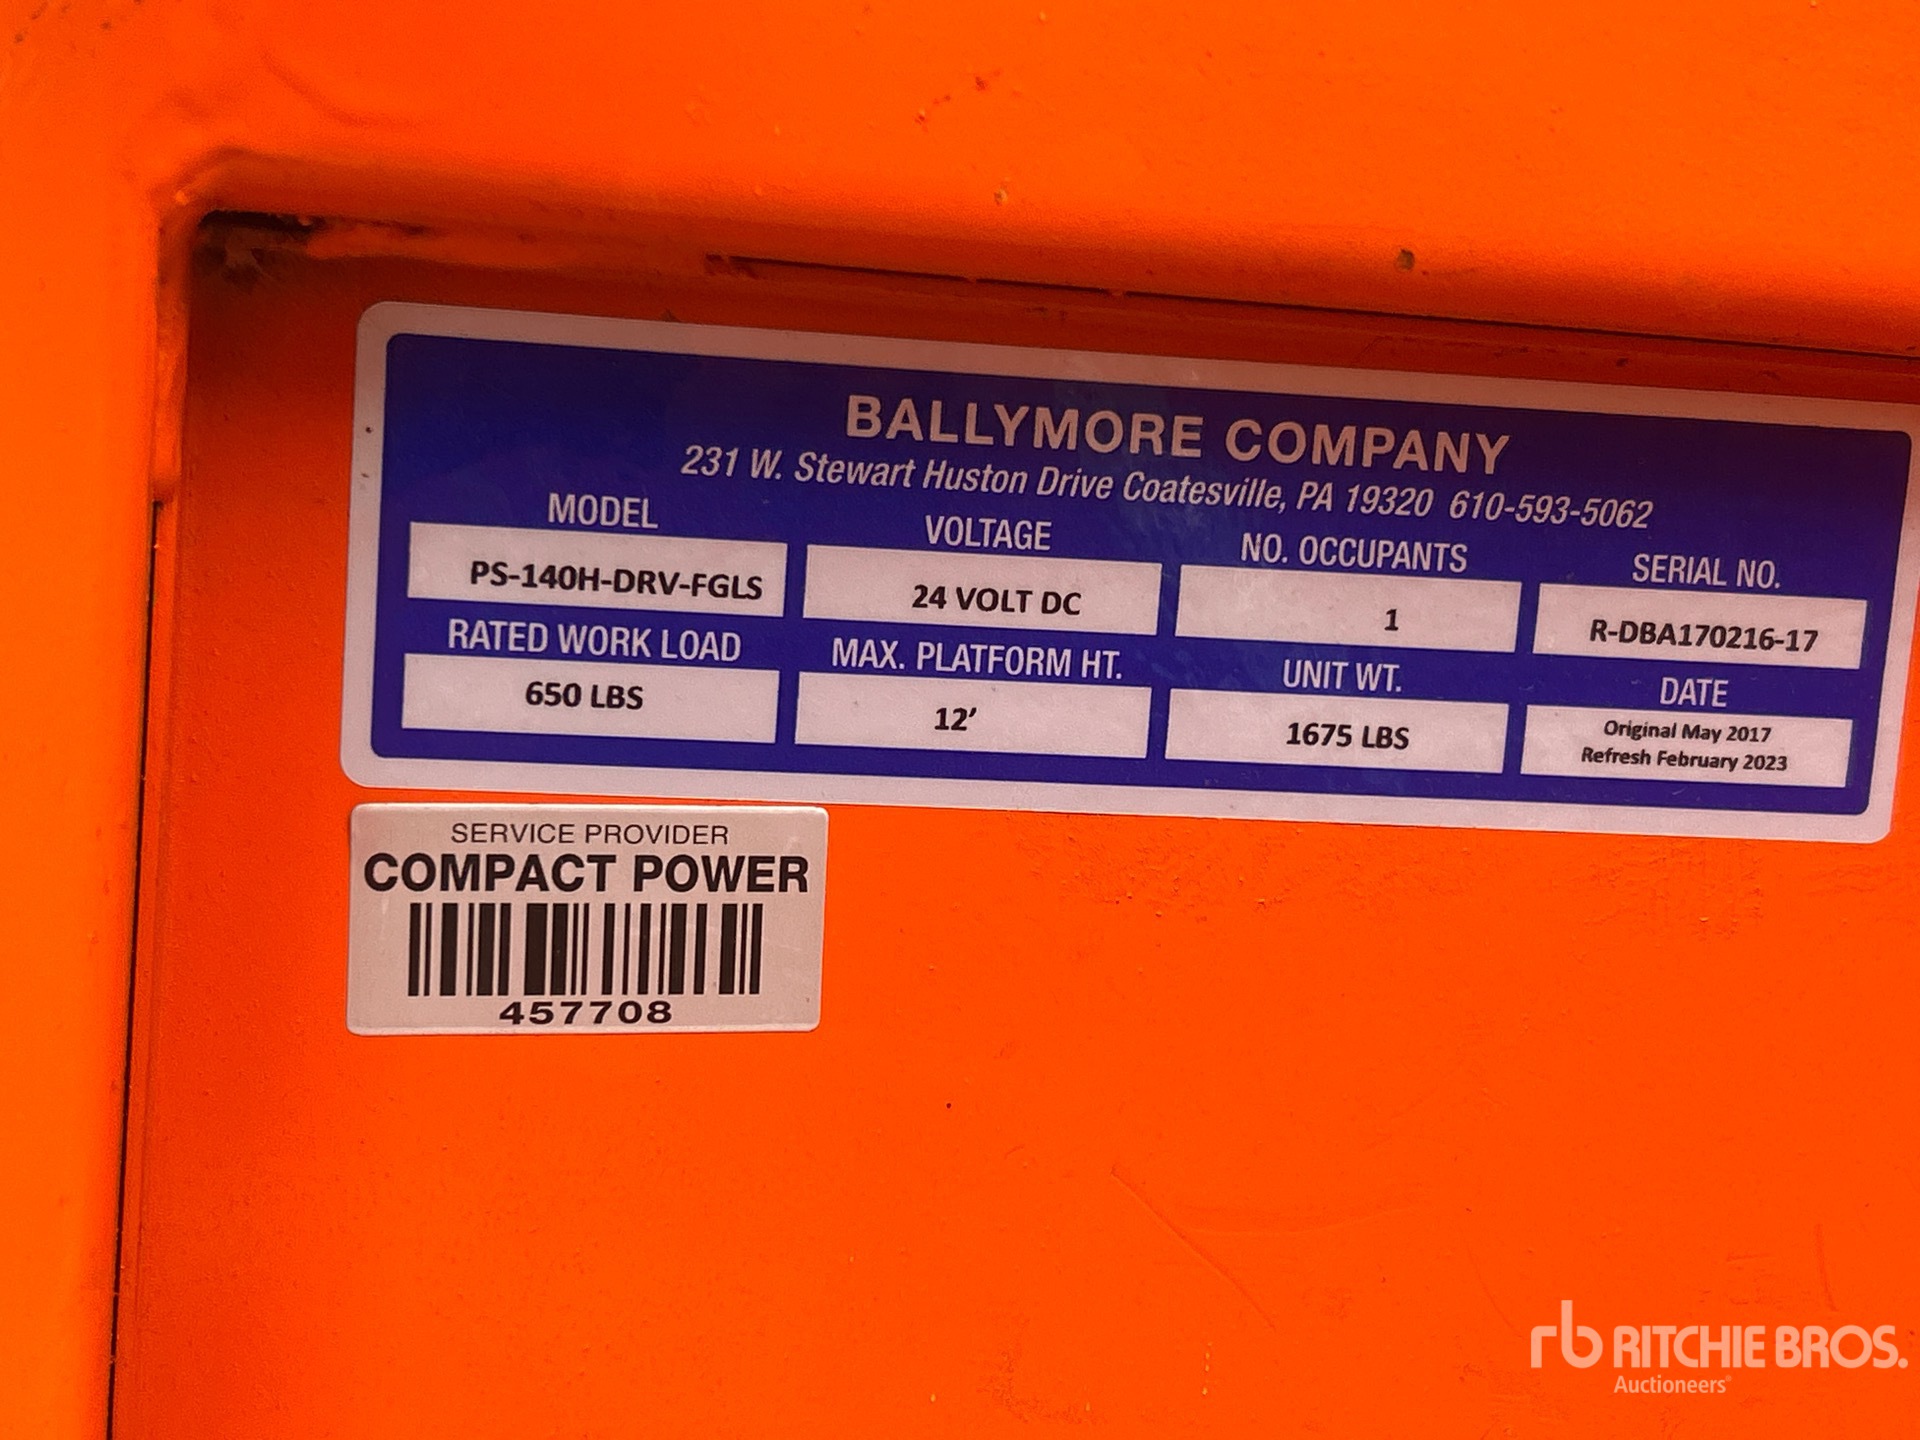 BALLYMORE COMPANY
231 W. Stewart Huston Drive Coatesville, PA 19320 610-593-5062
MODEL VOLTAGE NO. OCCUPANTS SERIAL NO.
PS-140H-DRV-FGLS 24 VOLT DC 1 R-DBA170216-17
RATED WORK LOAD MAX. PLATFORM HT. UNIT WT. DATE
650 LBS 12' 1675 LBS Original May 2017
Refresh February 2023
SERVICE PROVIDER
COMPACT POWER
457708
rb RITCHIE BROS.
Auctioneers